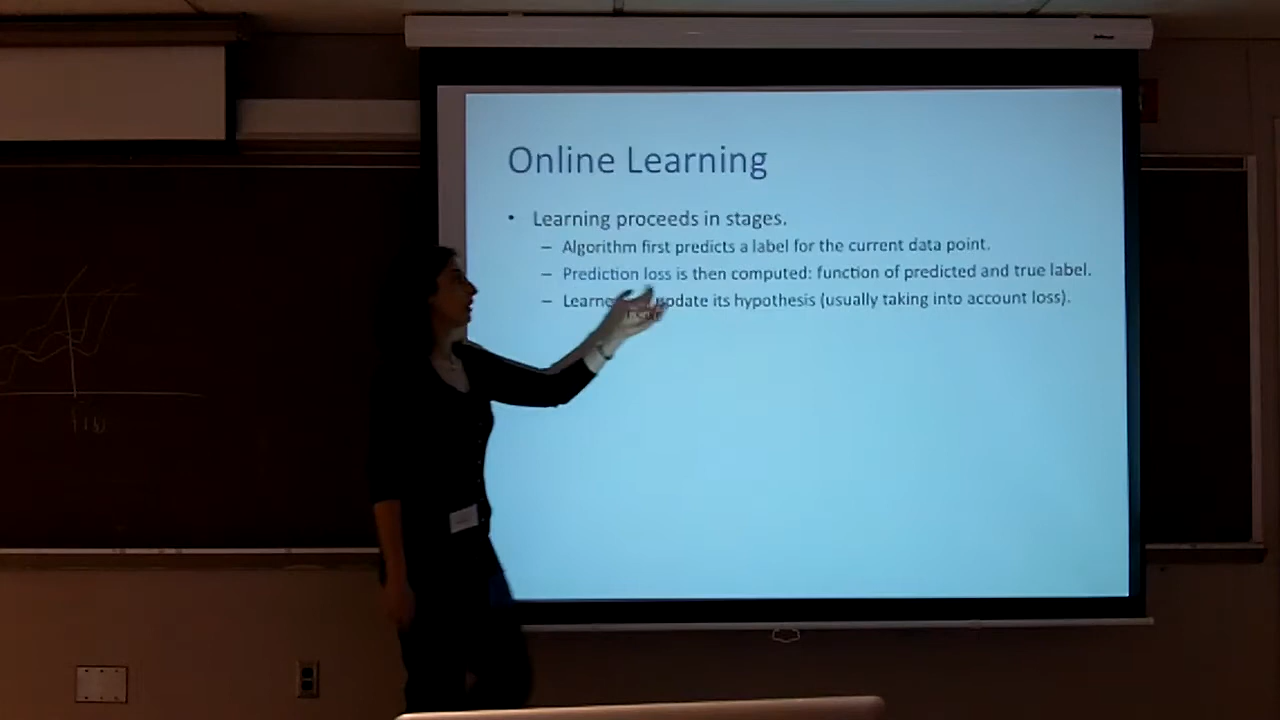 Online Learning
• Learning proceeds in stages.
– Algorithm first predicts a label for the current data point.
– Prediction loss is then computed: function of predicted and true label.
– Learne update its hypothesis (usually taking into account loss).